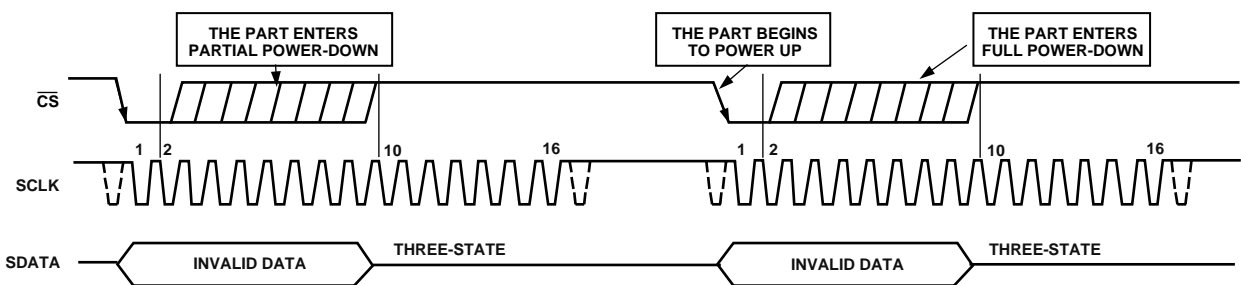 THE PART ENTERS
PARTIAL POWER-DOWN
THE PART BEGINS
TO POWER UP
THE PART ENTERS
FULL POWER-DOWN
CS
1 2 10 16 1 2 10 16
SCLK
SDATA
INVALID DATA THREE-STATE INVALID DATA THREE-STATE